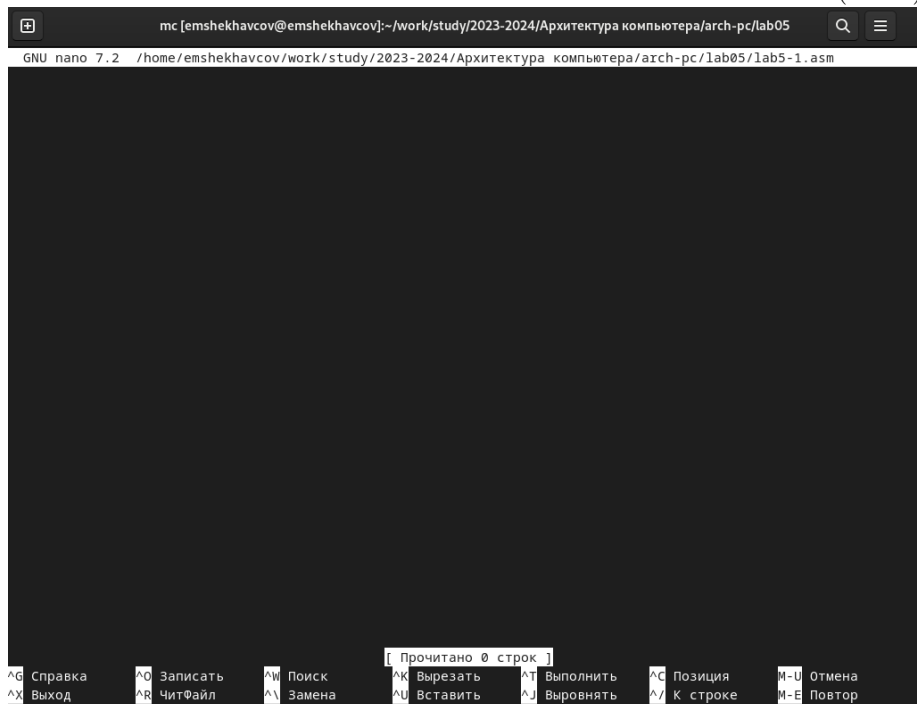 mc [emshekhavcov@emshekhavcov]:~/work/study/2023-2024/Архитектура компьютера/arch-pc/lab05
GNU nano 7.2 /home/emshekhavcov/work/study/2023-2024/Архитектура компьютера/arch-pc/lab05/lab5-1.asm
[ Прочитано 0 строк ]
^G Справка ^O Записать ^W Поиск ^K Вырезать ^T Выполнить ^C Позиция M-U Отмена
^X Выход ^R ЧитФайл ^\ Замена ^U Вставить ^J Выровнять ^/ К строке M-E Повтор